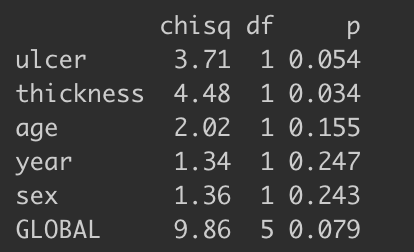 chisq df p
ulcer 3.71 1 0.054
thickness 4.48 1 0.034
age 2.02 1 0.155
year 1.34 1 0.247
sex 1.36 1 0.243
GLOBAL 9.86 5 0.079